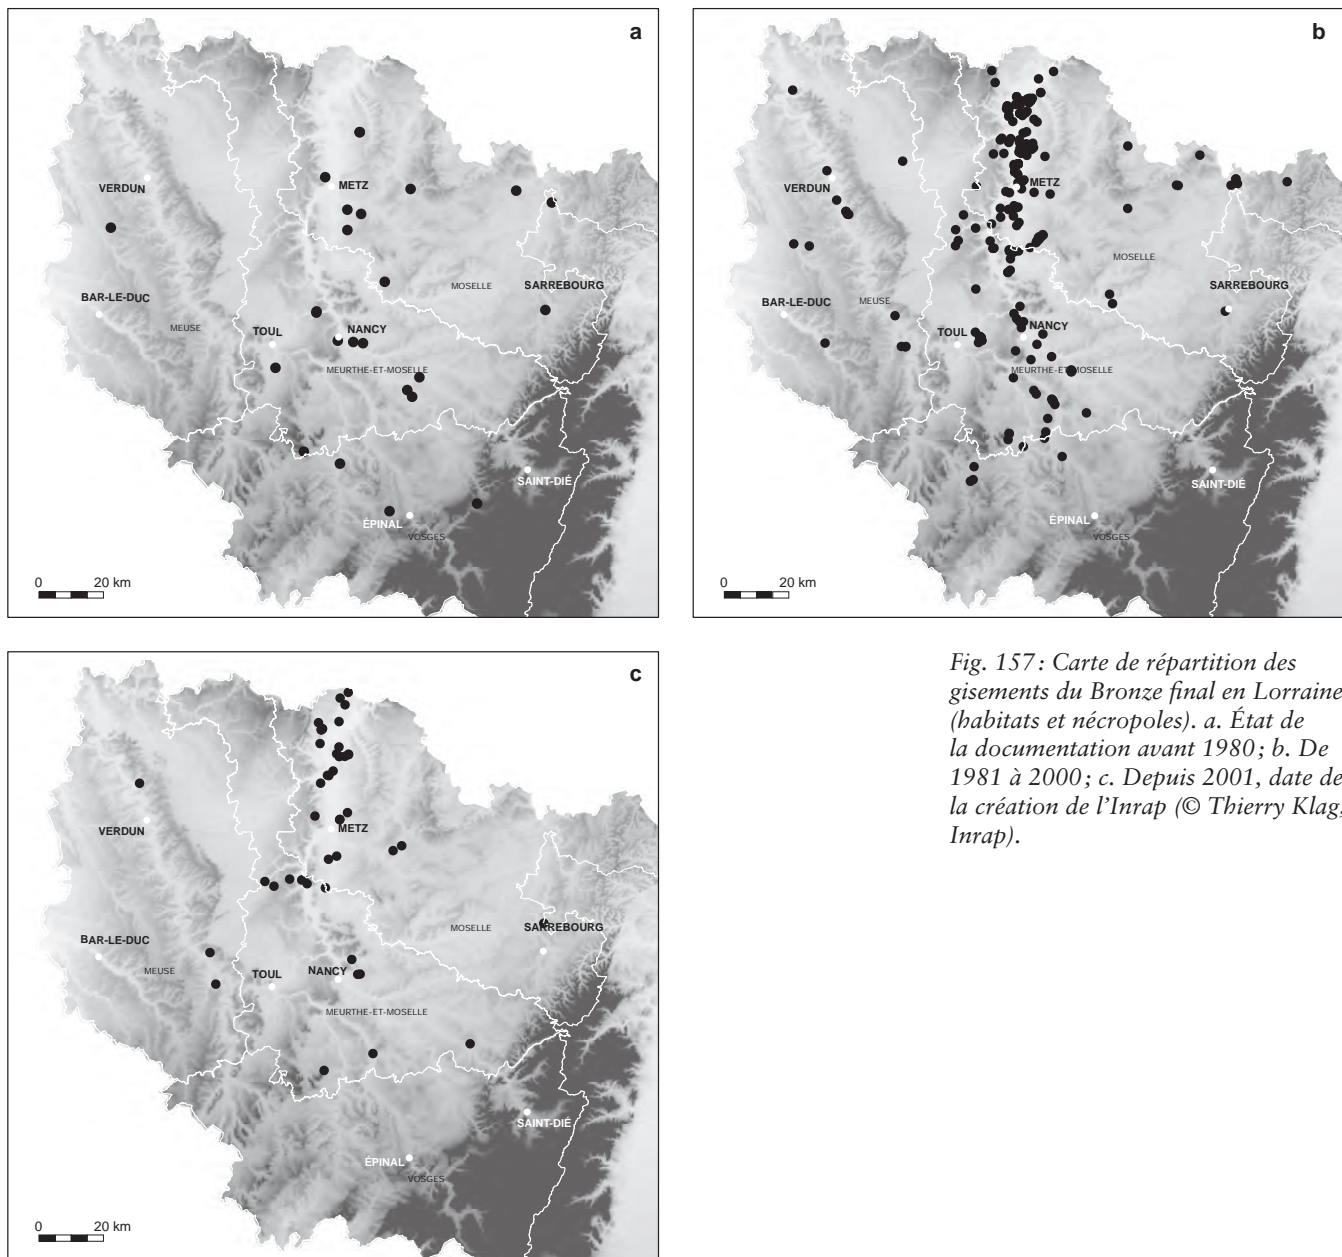 a
METZ
VERDUN
BAR-LE-DUC
MEUSE
MOSELLE
SARREBOURG
TOUL
NANCY
MEURTHE-ET-MOSELLE
SAINT-DIÉ
ÉPINAL
VOSGES
0 20 km
b
METZ
VERDUN
MOSELLE
SARREBOURG
BAR-LE-DUC
MEUSE
TOUL
NANCY
MEURTHE-ET-MOSELLE
SAINT-DIÉ
ÉPINAL
VOSGES
0 20 km
c
METZ
VERDUN
MOSELLE
SARREBOURG
BAR-LE-DUC
MEUSE
TOUL
NANCY
MEURTHE-ET-MOSELLE
SAINT-DIÉ
ÉPINAL
VOSGES
0 20 km
Fig. 157 : Carte de répartition des
gisements du Bronze final en Lorraine
(habitats et nécropoles). a. État de
la documentation avant 1980 ; b. De
1981 à 2000 ; c. Depuis 2001, date de
la création de l'Inrap (© Thierry Klag,
Inrap).